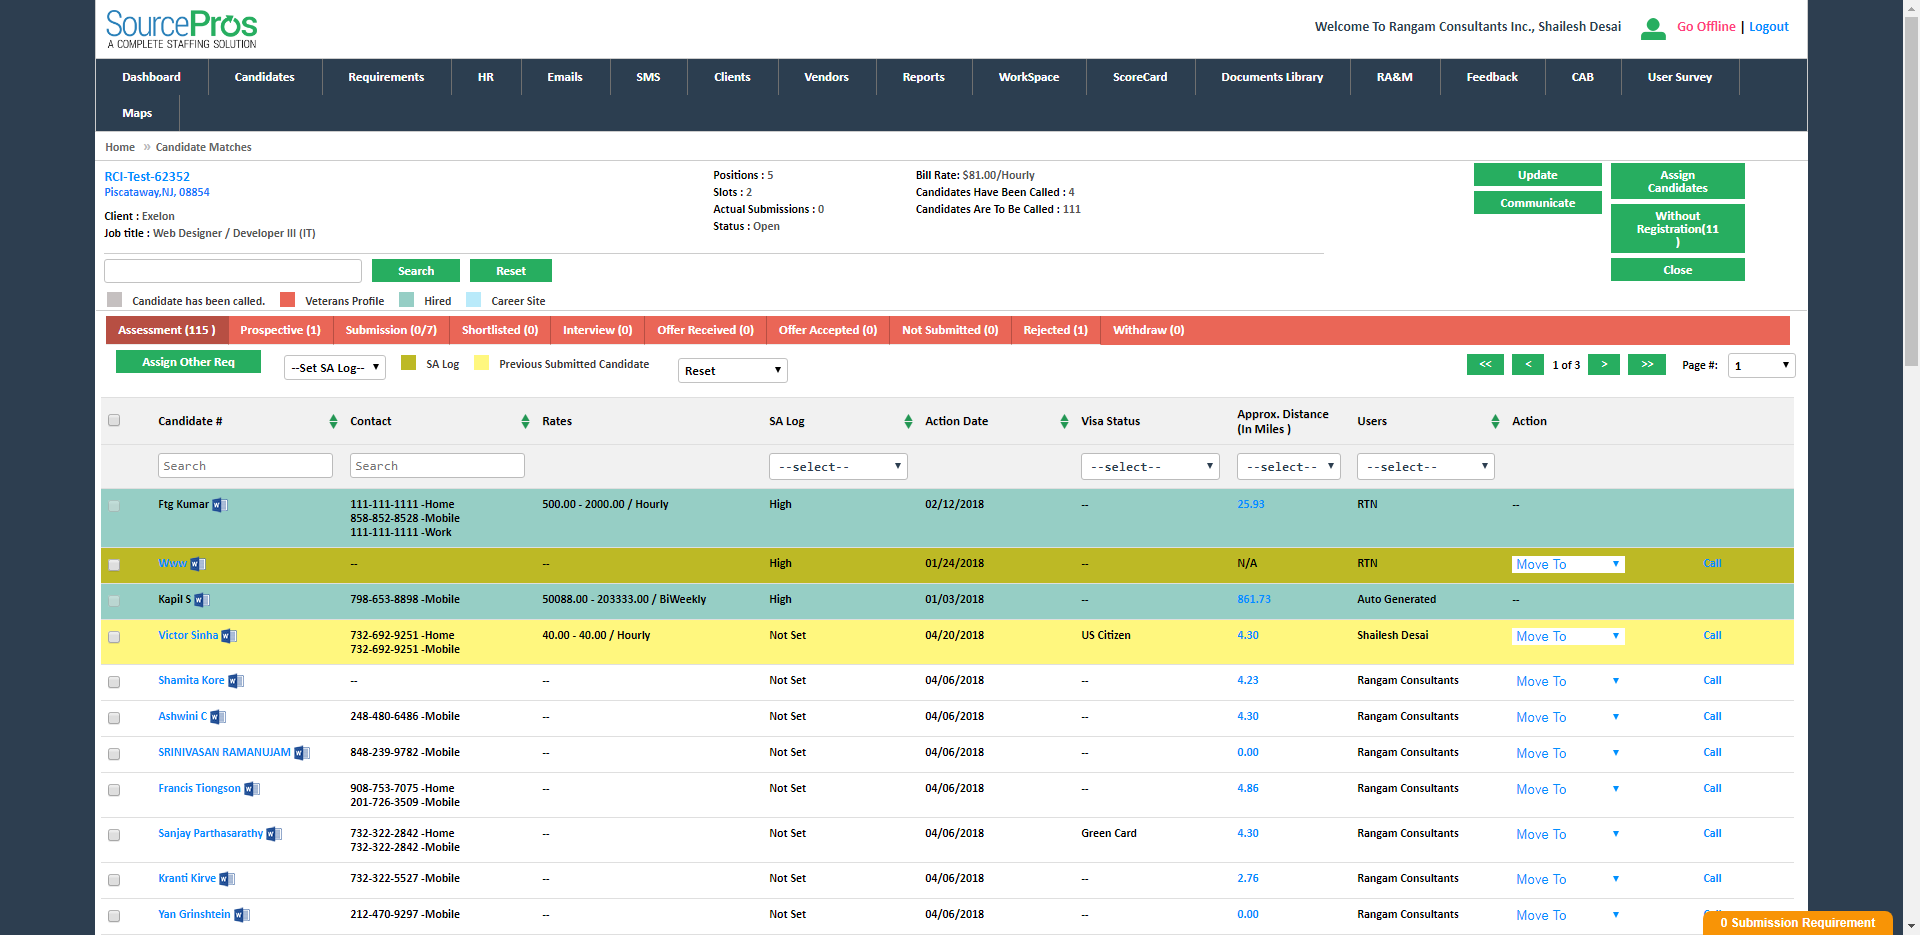 SourcePros
A COMPLETE STAFFING SOLUTION
Welcome To Rangam Consultants Inc., Shailesh Desai Go Offline | Logout
Dashboard Candidates Requirements HR Emails SMS Clients Vendors Reports WorkSpace ScoreCard Documents Library RA&M Feedback CAB User Survey
Maps
Home » Candidate Matches
RCI-Test-62352
Piscataway,NJ, 08854
Client : Exelon
Job title : Web Designer / Developer III (IT)
Positions : 5
Slots : 2
Actual Submissions : 0
Status : Open
Bill Rate: $81.00/Hourly
Candidates Have Been Called : 4
Candidates Are To Be Called : 111
Update
Communicate
Assign
Candidates
Without
Registration(11
)
Close
Search Reset
Candidate has been called. Veterans Profile Hired Career Site
Assessment (115 ) Prospective (1) Submission (0/7) Shortlisted (0) Interview (0) Offer Received (0) Offer Accepted (0) Not Submitted (0) Rejected (1) Withdraw (0)
Assign Other Req --Set SA Log-- SA Log Previous Submitted Candidate Reset << < 1 of 3 > >> Page #: 1
Candidate # Contact Rates SA Log Action Date Visa Status Approx. Distance (In Miles ) Users Action
Search Search --select-- --select-- --select-- --select--
Ftg Kumar 111-111-1111 -Home 500.00 - 2000.00 / Hourly High 02/12/2018 -- 25.93 RTN --
858-852-8528 -Mobile
111-111-1111 -Work
Www -- -- High 01/24/2018 -- N/A RTN Move To Call
Kapil S 798-653-8898 -Mobile 50088.00 - 203333.00 / BiWeekly High 01/03/2018 -- 861.73 Auto Generated --
Victor Sinha 732-692-9251 -Home 40.00 - 40.00 / Hourly Not Set 04/20/2018 US Citizen 4.30 Shailesh Desai Move To Call
732-692-9251 -Mobile
Shamita Kore -- -- Not Set 04/06/2018 -- 4.23 Rangam Consultants Move To Call
Ashwini C 248-480-6486 -Mobile -- Not Set 04/06/2018 -- 4.30 Rangam Consultants Move To Call
SRINIVASAN RAMANUJAM 848-239-9782 -Mobile -- Not Set 04/06/2018 -- 0.00 Rangam Consultants Move To Call
Francis Tiongson 908-753-7075 -Home -- Not Set 04/06/2018 -- 4.86 Rangam Consultants Move To Call
201-726-3509 -Mobile
Sanjay Parthasarathy 732-322-2842 -Home -- Not Set 04/06/2018 Green Card 4.30 Rangam Consultants Move To Call
732-322-2842 -Mobile
Kranti Kirve 732-322-5527 -Mobile -- Not Set 04/06/2018 -- 2.76 Rangam Consultants Move To Call
Yan Grinshtein 212-470-9297 -Mobile -- Not Set 04/06/2018 -- 0.00 Rangam Consultants Move To
0 Submission Requirement